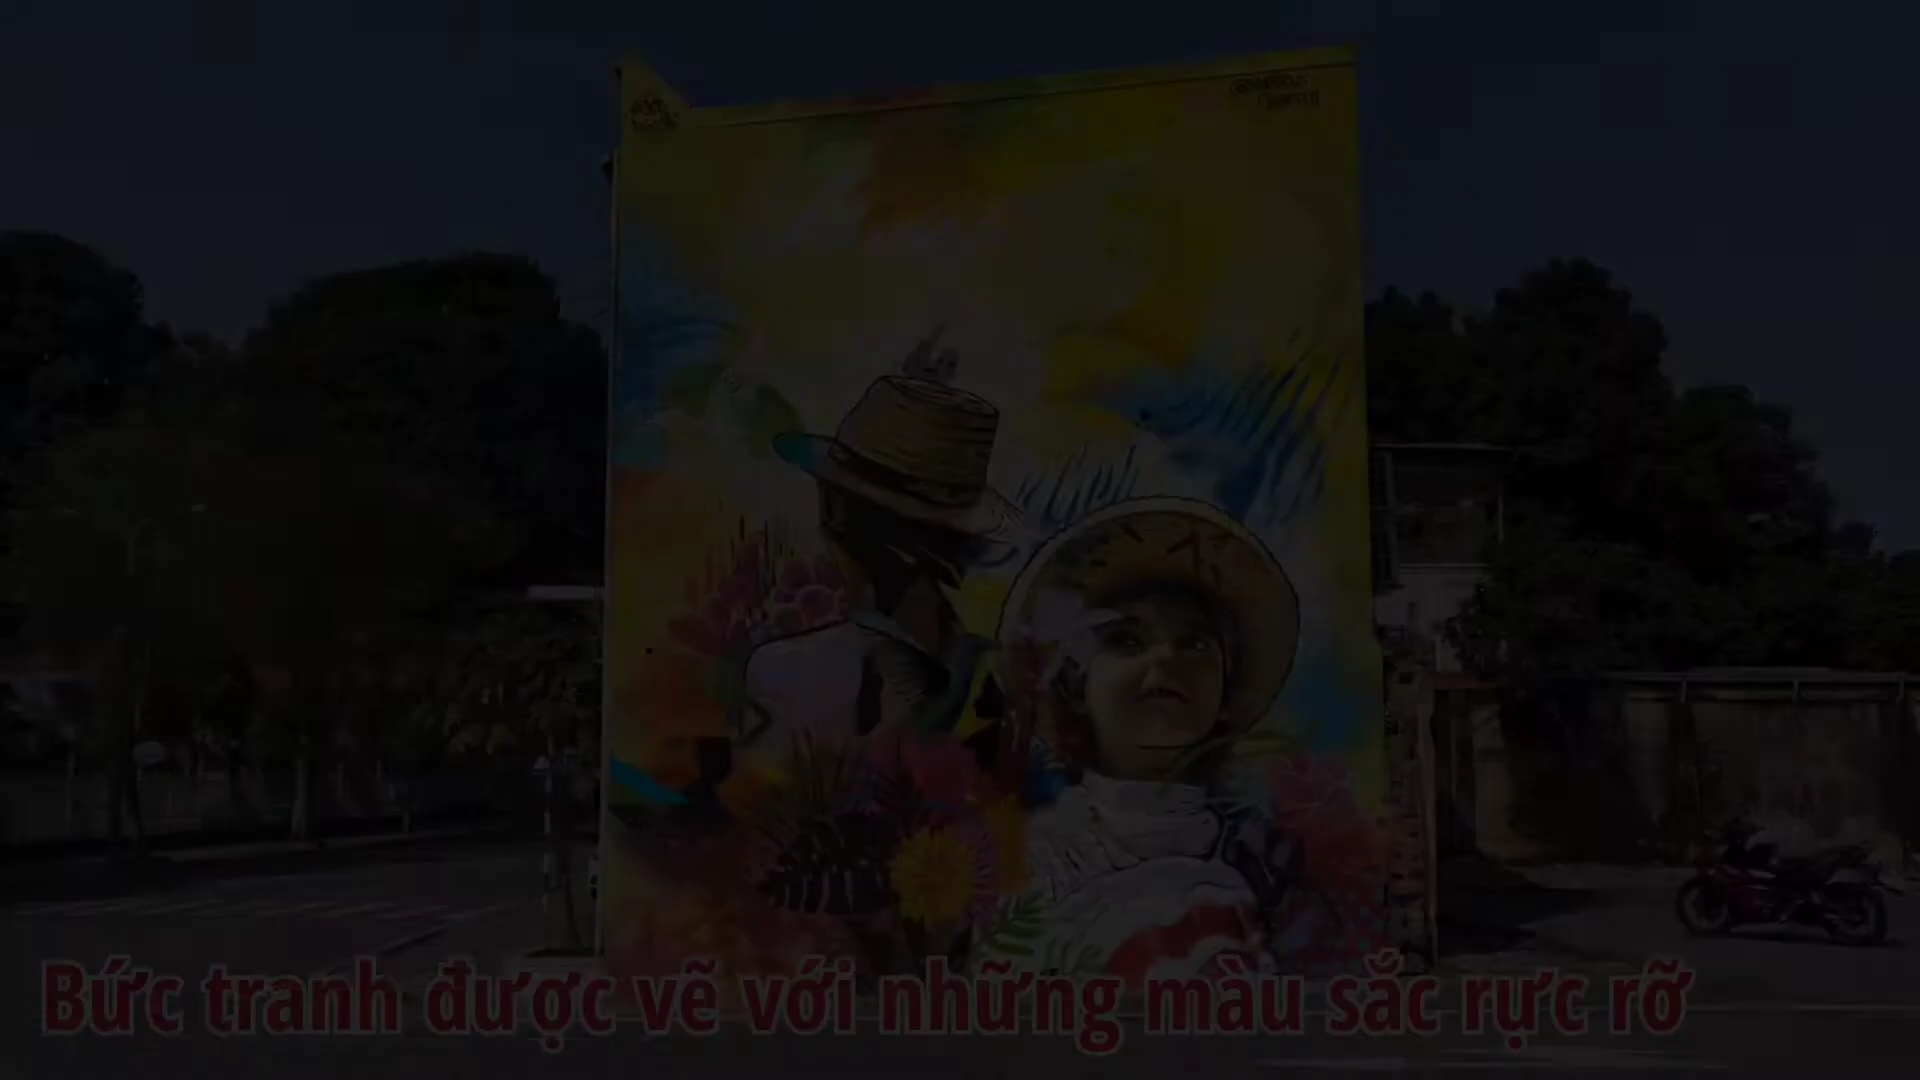 Bức tranh được vẽ với những màu sắc rực rỡ